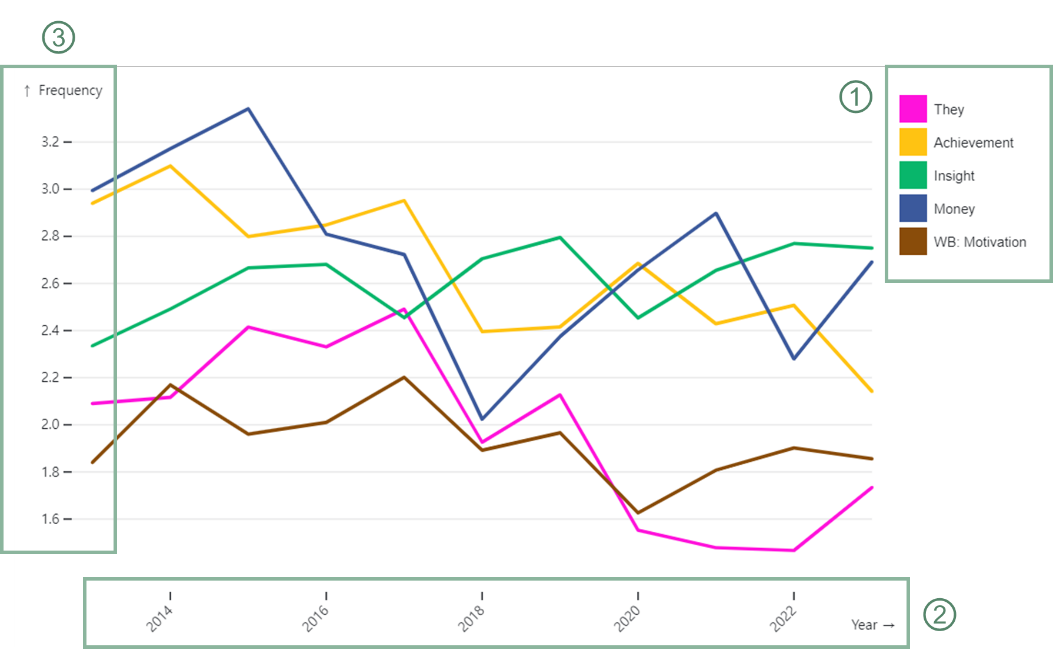 ③
↑ Frequency
①
They
Achievement
Insight
Money
WB: Motivation
3.2
3.0
2.8
2.6
2.4
2.2
2.0
1.8
1.6
2014
2016
2018
2020
2022
Year →
②